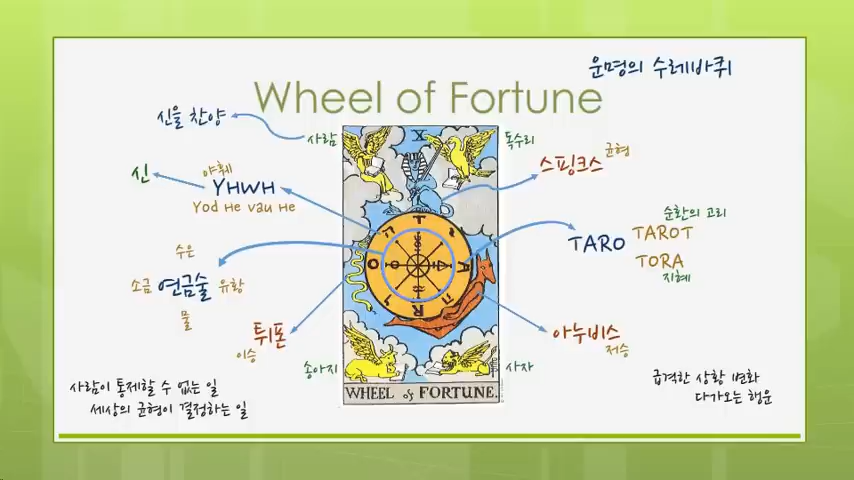 운명의 수레바퀴
Wheel of Fortune
신을 찬양
사람
독수리
X
스핑크스
균형
신
야훼
YHWH
Yod He vau He
순환의 고리
TARO
TAROT
TORA
지혜
수은
소금
연금술
유황
물
튀폰
이승
아누비스
저승
송아지
사자
T
A
R
O
WHEEL of FORTUNE.
사람이 통제할 수 없는 일
세상의 균형이 결정하는 일
급격한 상황 변화
다가오는 행운